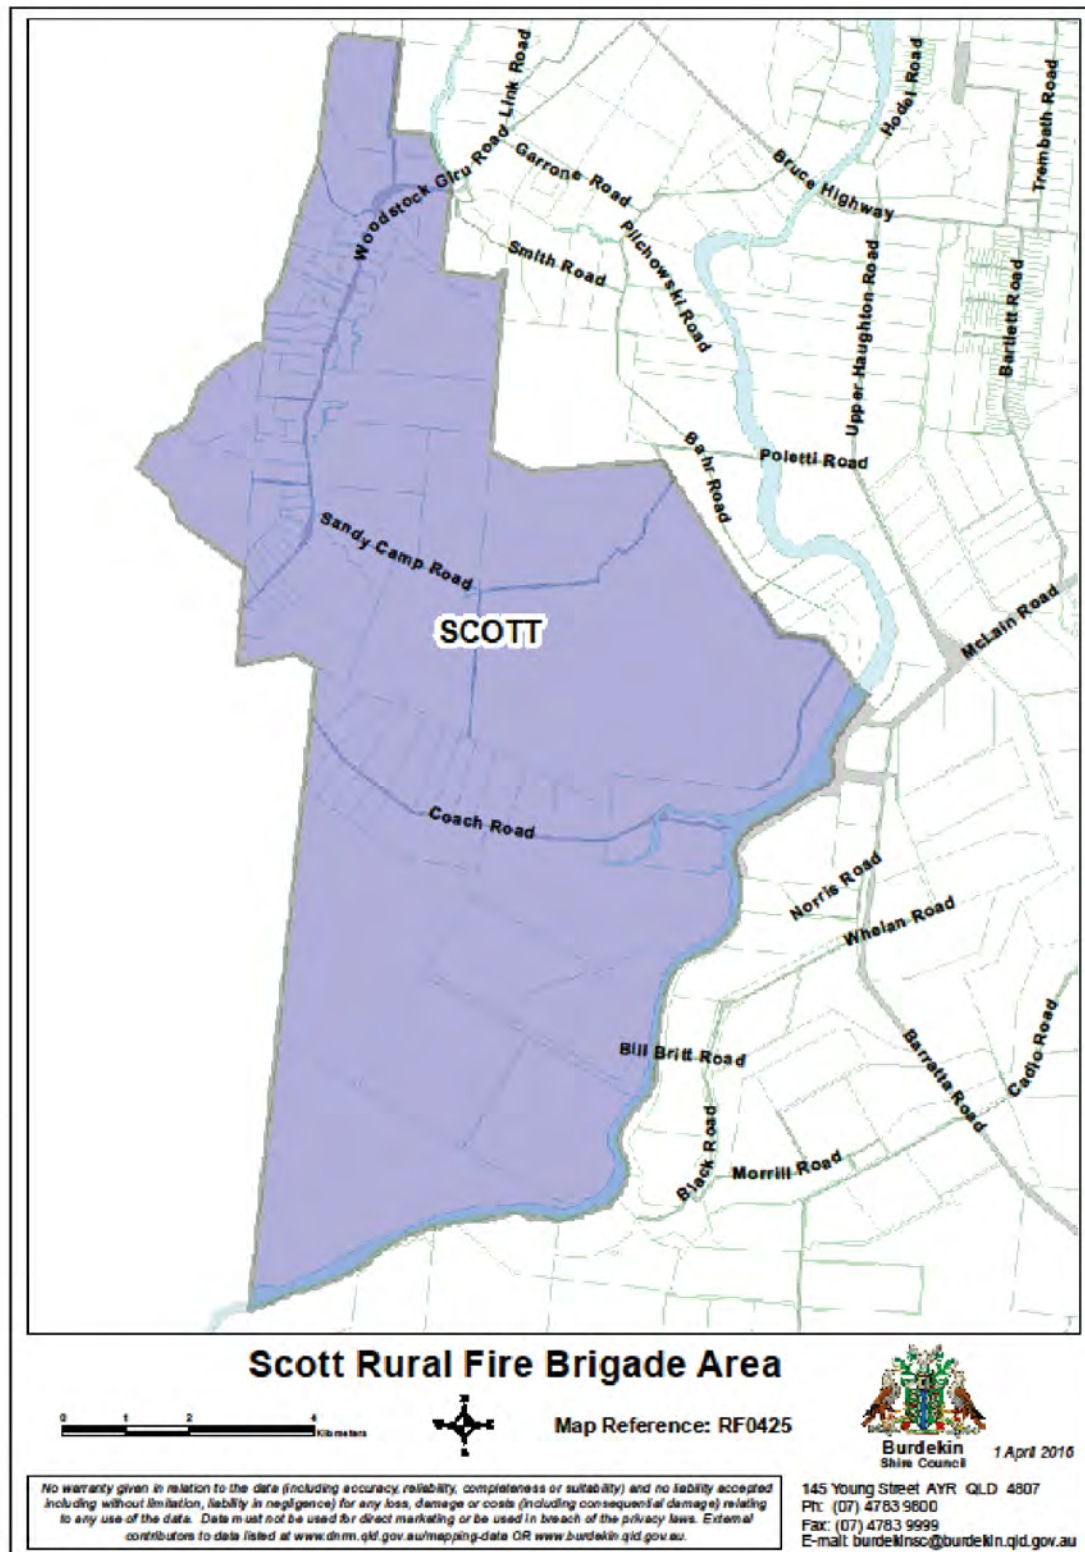 Hodel Road
Trembath Road
Link Road
Woodstock Giru Road
Garrone Road
Bruce Highway
Smith Road
Pilchowski Road
Upper Haughton Road
Bartlett Road
Bahr Road
Poletti Road
Sandy Camp Road
SCOTT
McLain Road
Coach Road
Norris Road
Whelan Road
Bill Britt Road
Barratta Road
Cadio Road
Black Road
Morrill Road
Scott Rural Fire Brigade Area
0 1 2 4
Kilometers
Map Reference: RF0425
Burdekin
Shire Council
1 April 2016
No warranty given in relation to the data (including accuracy, reliability, completeness or suitability) and no liability accepted
including without limitation, liability in negligence) for any loss, damage or costs (including consequential damage) relating
to any use of the data. Data must not be used for direct marketing or be used in breach of the privacy laws. External
contributors to data listed at www.dnrm.qld.gov.au/mapping-data OR www.burdekin.qld.gov.au.
145 Young Street AYR QLD 4807
Ph: (07) 4783 9800
Fax: (07) 4783 9999
E-mail: burdekinsc@burdekin.qld.gov.au